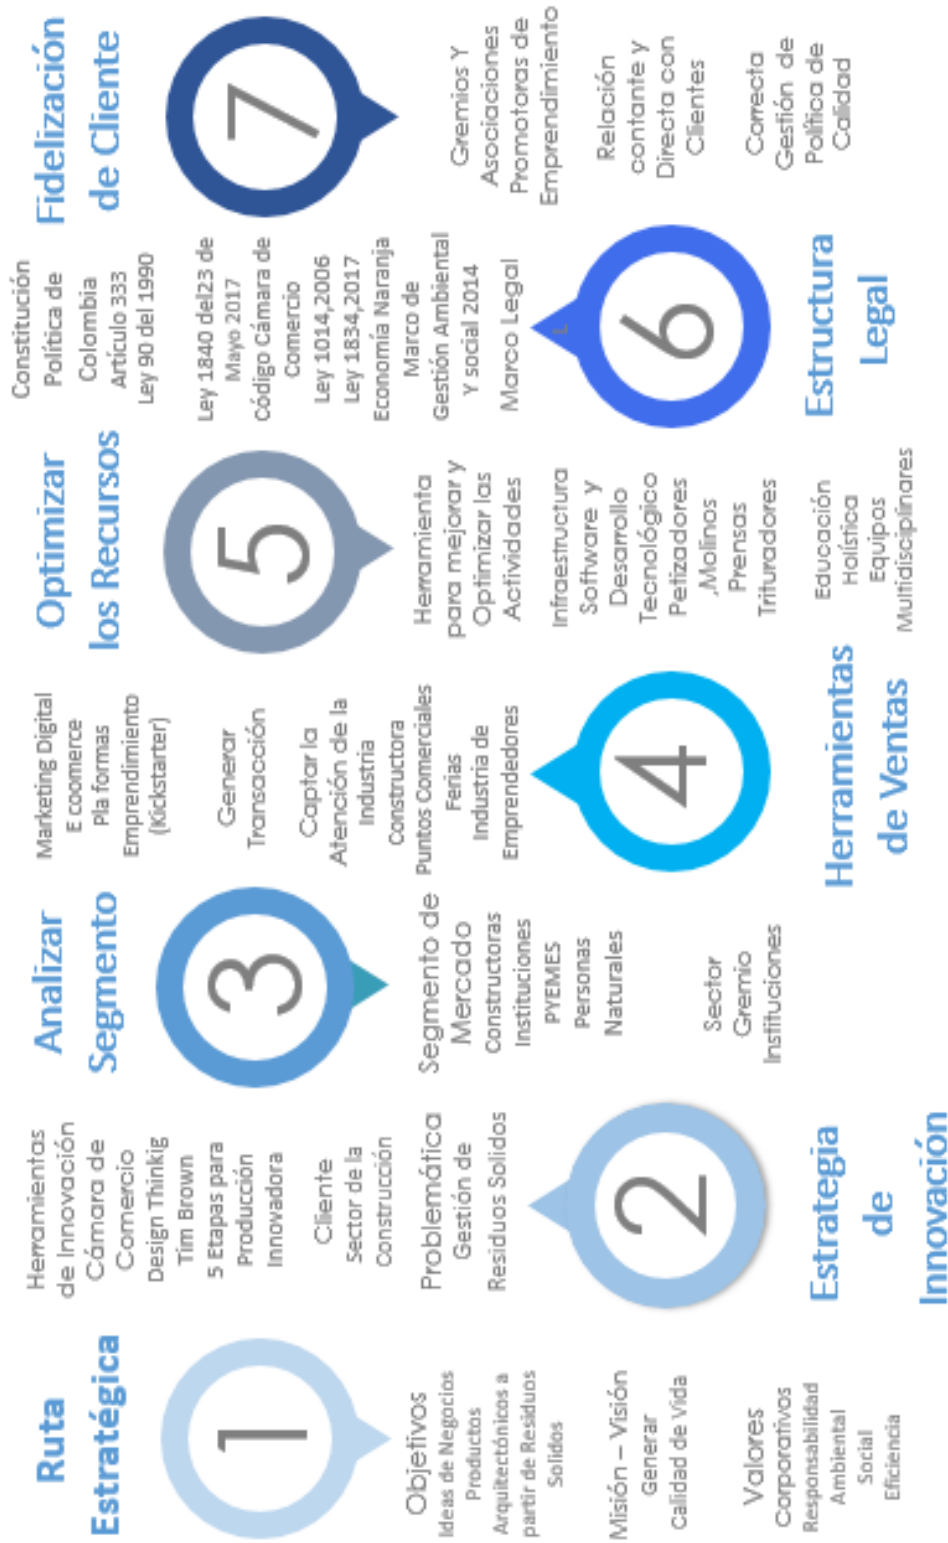 Ruta
Estratégica
1
Objetivos
Ideas de Negocios
Productos
Arquitectónicos a
partir de Residuos
Solidos
Misión – Visión
Generar
Calidad de Vida
Valores
Corporativos
Responsabilidad
Ambiental
Social
Eficiencia
Herramientas
de Innovación
Cámara de
Comercio
Design Thinkig
Tim Brown
5 Etapas para
Producción
Innovadora
Cliente
Sector de la
Construcción
Problemática
Gestión de
Residuos Solidos
2
Estrategia
de
Innovación
Analizar
Segmento
3
Segmento de
Mercado
Constructoras
Instituciones
PYEMES
Personas
Naturales
Sector
Gremio
Instituciones
Marketing Digital
E coomerce
Pla formas
Emprendimiento
(Kickstarter)
Generar
Transacción
Captar la
Atención de la
Industria
Constructora
Puntos Comerciales
Ferias
Industria de
Emprendedores
4
Herramientas
de Ventas
Optimizar
los Recursos
5
Herramienta
para mejorar y
Optimizar las
Actividades
Infraestructura
Software y
Desarrollo
Tecnológico
Petizadores
,Molinos
Prensas
Trituradores
Educación
Holística
Equipos
Multidisciplinares
Constitución
Política de
Colombia
Artículo 333
Ley 90 del 1990
Ley 1840 del23 de
Mayo 2017
Código Cámara de
Comercio
Ley 1014,2006
Ley 1834,2017
Economía Naranja
Marco de
Gestión Ambiental
Y social 2014
Marco Legal
L
6
Estructura
Legal
Fidelización
de Cliente
7
Gremios Y
Asociaciones
Promotoras de
Emprendimiento
Relación
contante y
Directa con
Clientes
Correcta
Gestión de
Política de
Calidad